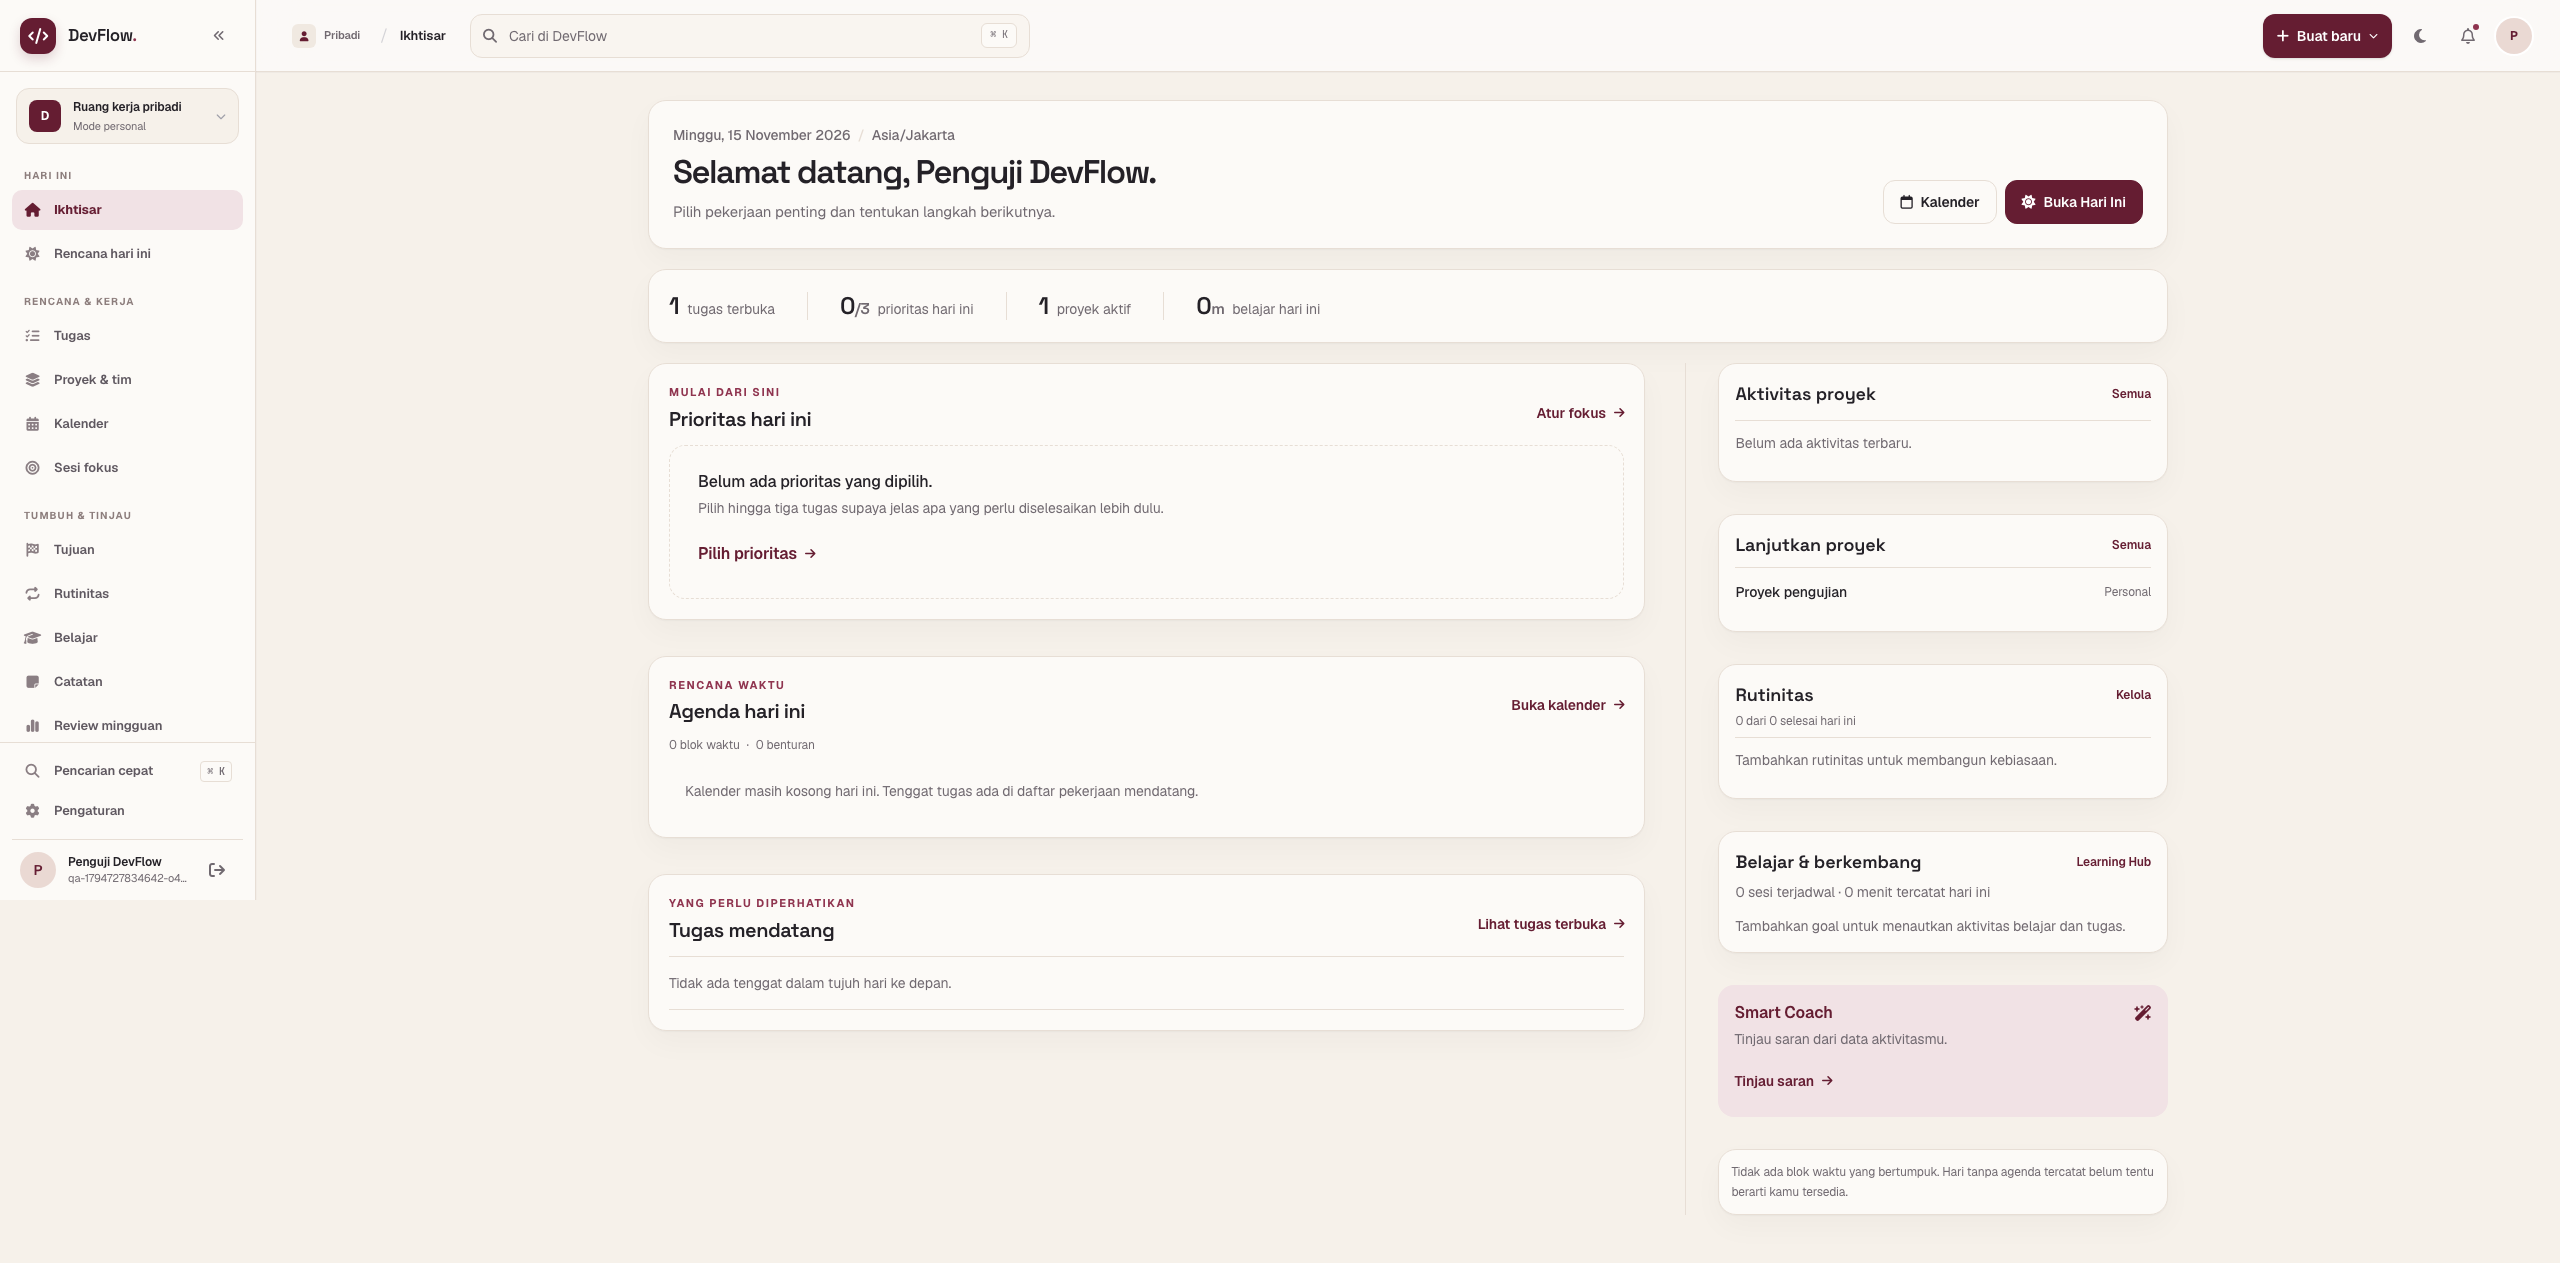 DevFlow.
Ruang kerja pribadi
D
Mode personal
HARI INI
Ikhtisar
Rencana hari ini
RENCANA & KERJA
Tugas
Proyek & tim
Kalender
Sesi fokus
TUMBUH & TINJAU
Tujuan
Rutinitas
Belajar
Catatan
Review mingguan
Pencarian cepat ⌘ K
Pengaturan
P
Penguji DevFlow
qa-1794727834642-o4...
Pribadi / Ikhtisar
Cari di DevFlow ⌘ K
Buat baru
P
Minggu, 15 November 2026 / Asia/Jakarta
Selamat datang, Penguji DevFlow.
Pilih pekerjaan penting dan tentukan langkah berikutnya.
Kalender
Buka Hari Ini
1 tugas terbuka
0/3 prioritas hari ini
1 proyek aktif
0m belajar hari ini
MULAI DARI SINI
Prioritas hari ini
Atur fokus →
Belum ada prioritas yang dipilih.
Pilih hingga tiga tugas supaya jelas apa yang perlu diselesaikan lebih dulu.
Pilih prioritas →
RENCANA WAKTU
Agenda hari ini
Buka kalender →
0 blok waktu · 0 benturan
Kalender masih kosong hari ini. Tenggat tugas ada di daftar pekerjaan mendatang.
YANG PERLU DIPERHATIKAN
Tugas mendatang
Lihat tugas terbuka →
Tidak ada tenggat dalam tujuh hari ke depan.
Aktivitas proyek
Semua
Belum ada aktivitas terbaru.
Lanjutkan proyek
Semua
Proyek pengujian
Personal
Rutinitas
Kelola
0 dari 0 selesai hari ini
Tambahkan rutinitas untuk membangun kebiasaan.
Belajar & berkembang
Learning Hub
0 sesi terjadwal · 0 menit tercatat hari ini
Tambahkan goal untuk menautkan aktivitas belajar dan tugas.
Smart Coach
Tinjau saran dari data aktivitasmu.
Tinjau saran →
Tidak ada blok waktu yang bertumpuk. Hari tanpa agenda tercatat belum tentu
berarti kamu tersedia.